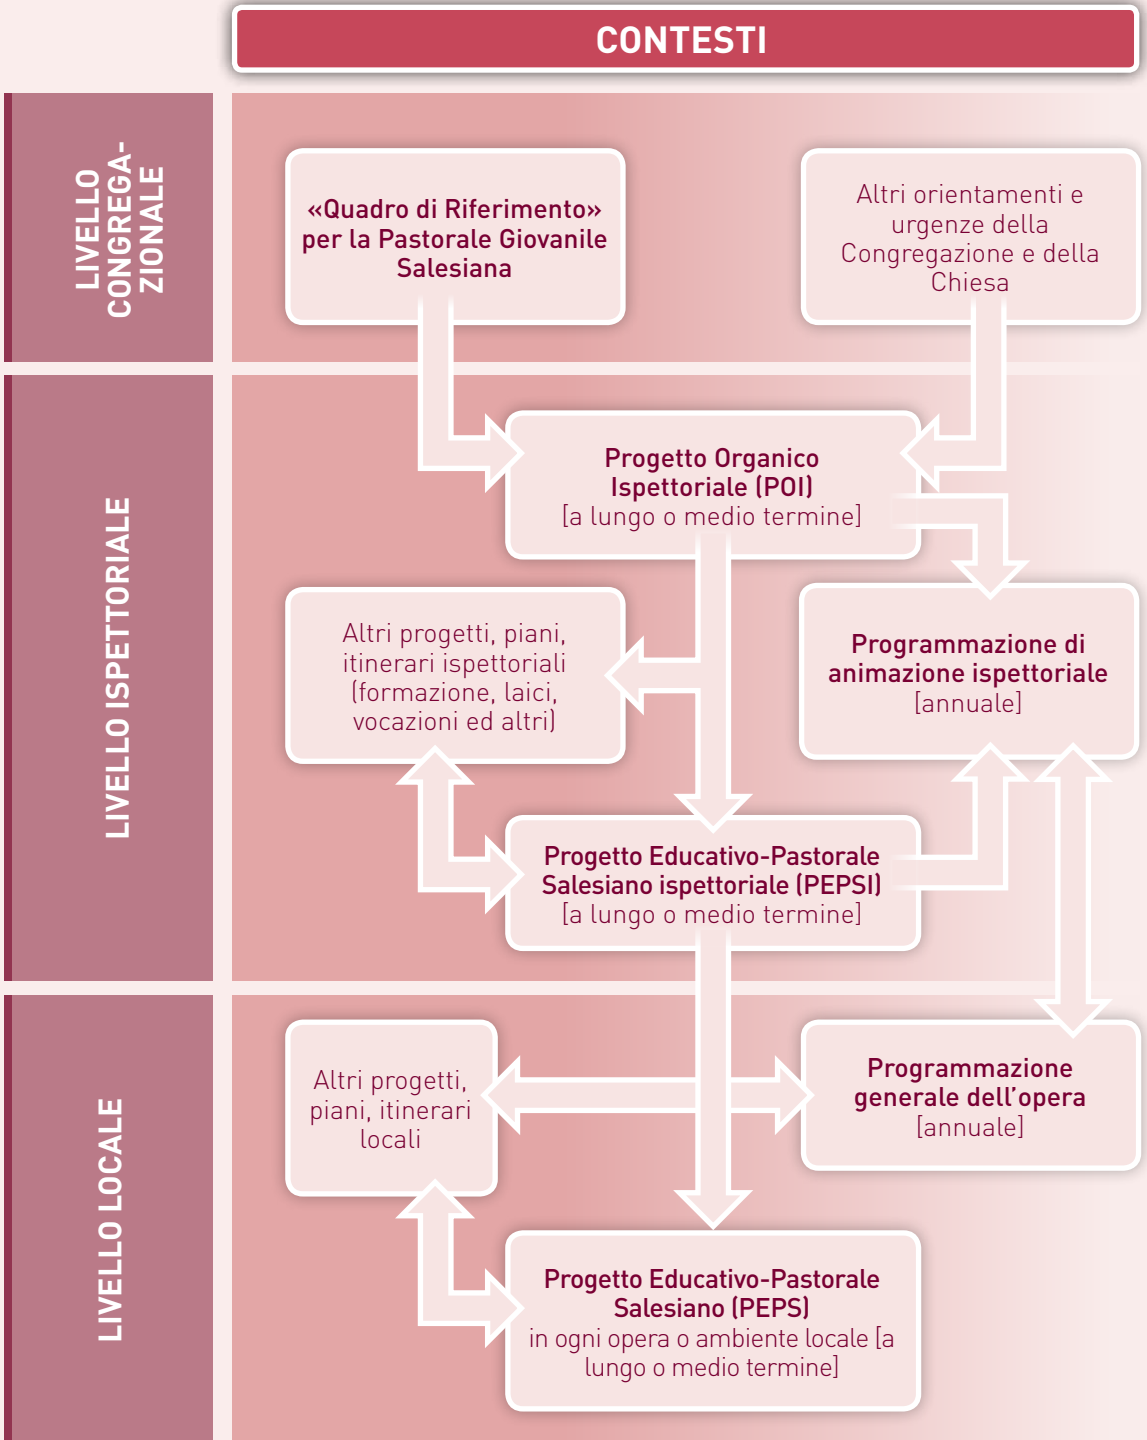 CONTESTI
LIVELLO
CONGREGA-
ZIONALE
«Quadro di Riferimento»
per la Pastorale Giovanile
Salesiana
Altri orientamenti e
urgenze della
Congregazione e della
Chiesa
LIVELLO ISPETTORIALE
Progetto Organico
Ispettoriale (POI)
[a lungo o medio termine]
Altri progetti, piani,
itinerari ispettoriali
(formazione, laici,
vocazioni ed altri)
Programmazione di
animazione ispettoriale
[annuale]
Progetto Educativo-Pastorale
Salesiano ispettoriale (PEPSI)
[a lungo o medio termine]
LIVELLO LOCALE
Altri progetti,
piani, itinerari
locali
Programmazione
generale dell’opera
[annuale]
Progetto Educativo-Pastorale
Salesiano (PEPS)
in ogni opera o ambiente locale [a
lungo o medio termine]